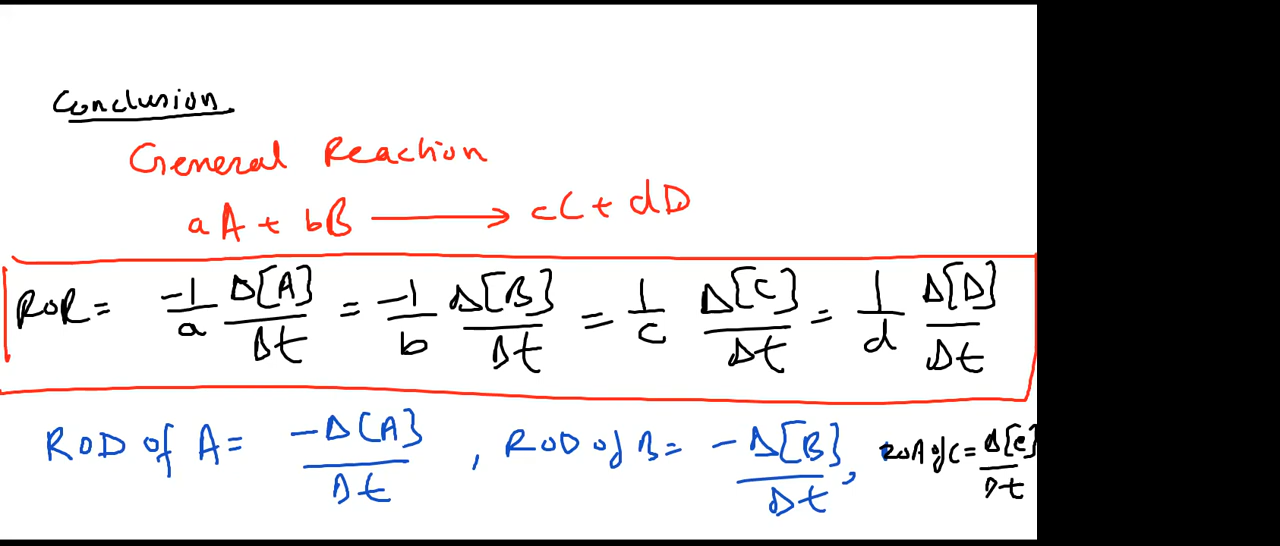 Conclusion
General Reaction
aA + bB ⟶ cC + dD
ROR = -1/a Δ[A]/Δt = -1/b Δ[B]/Δt = 1/c Δ[C]/Δt = 1/d Δ[D]/Δt
ROD of A = -Δ[A]/Δt , ROD of B = -Δ[B]/Δt , ROA of C = Δ[C]/Δt